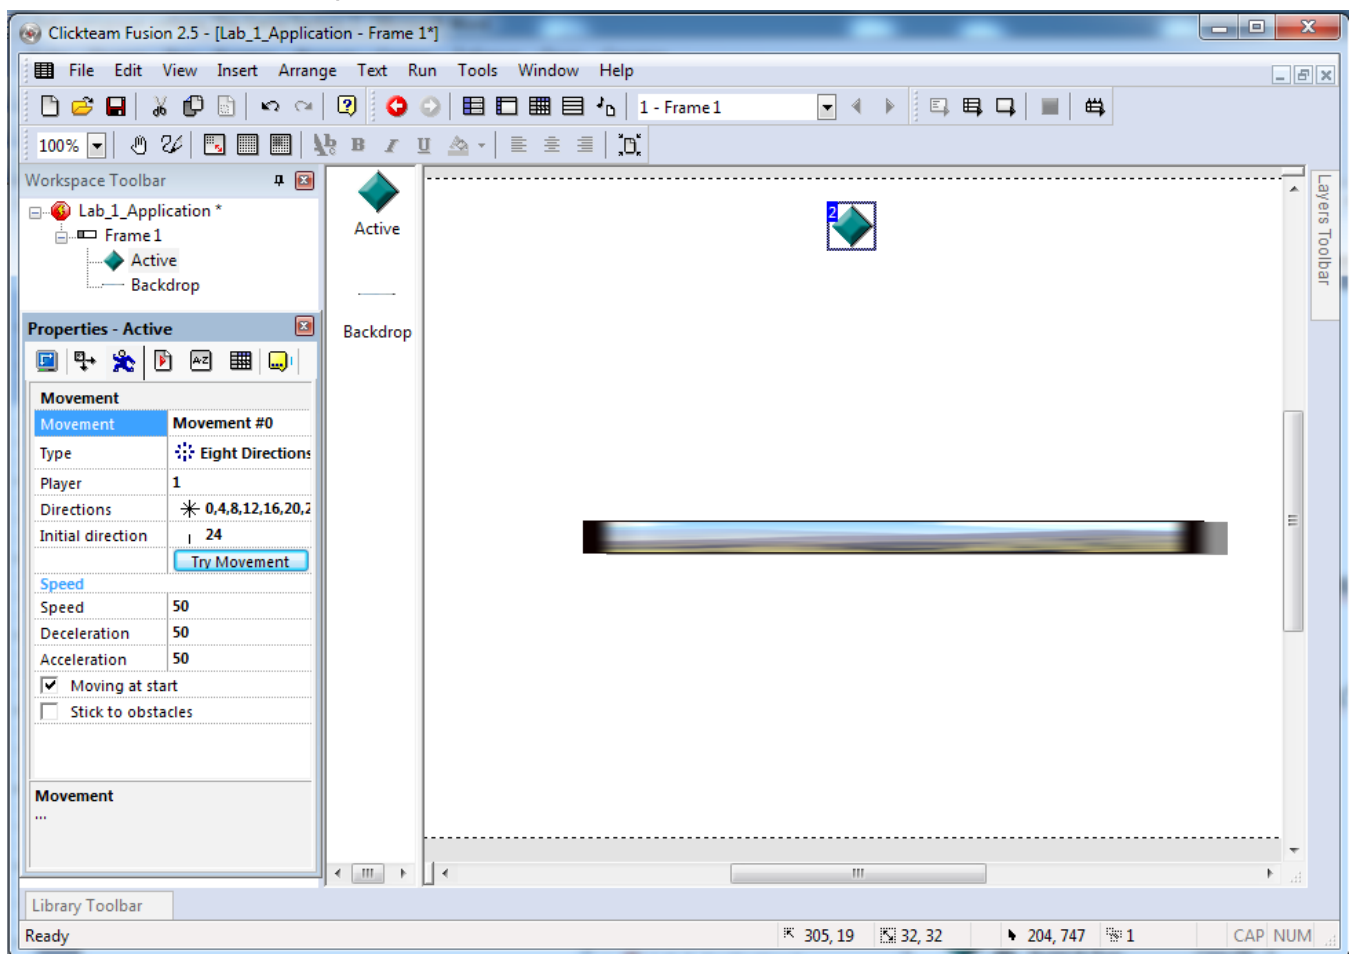 Clickteam Fusion 2.5 - [Lab_1_Application - Frame 1*]
File Edit View Insert Arrange Text Run Tools Window Help
1 - Frame 1
100%
B I U
Workspace Toolbar
Lab_1_Application *
Frame 1
Active
Backdrop
Properties - Active
A-Z
Movement
Movement Movement #0
Type Eight Directions
Player 1
Directions 0,4,8,12,16,20,2
Initial direction 24
Try Movement
Speed
Speed 50
Deceleration 50
Acceleration 50
Moving at start
Stick to obstacles
Movement
...
Active
Backdrop
2
Layers Toolbar
Library Toolbar
Ready 305, 19 32, 32 204, 747 1 CAP NUM